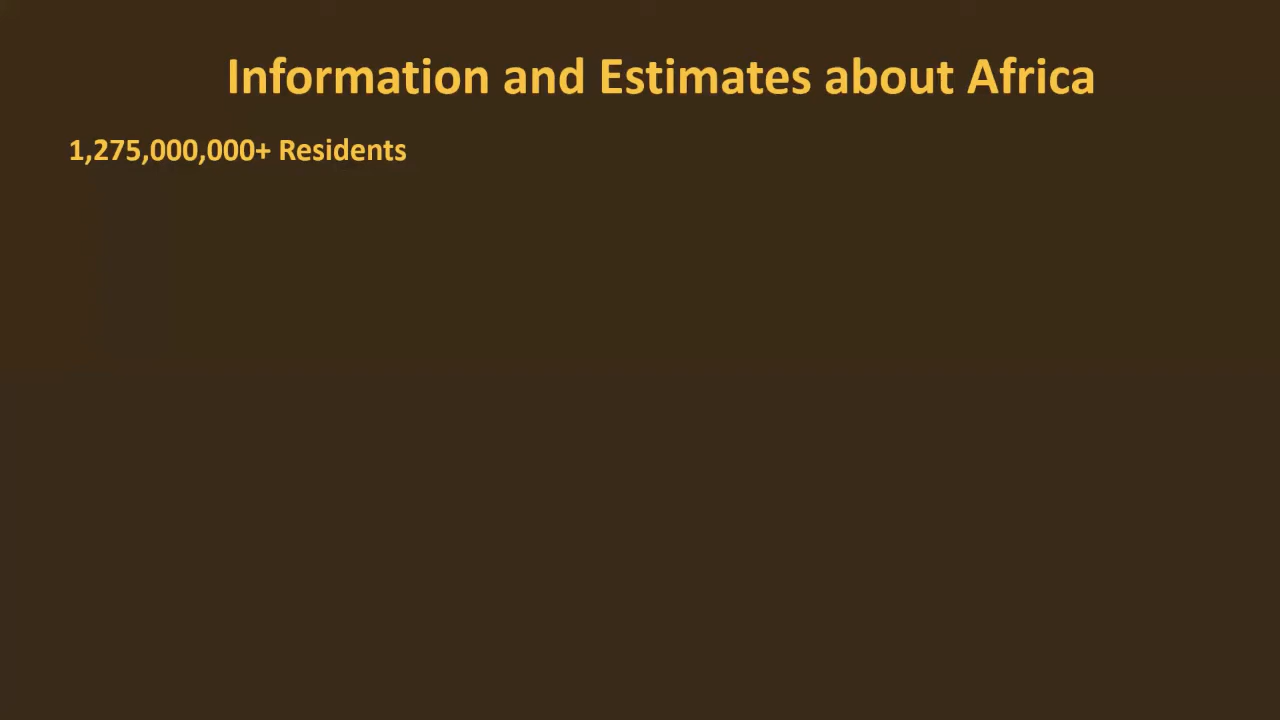 Information and Estimates about Africa
1,275,000,000+ Residents